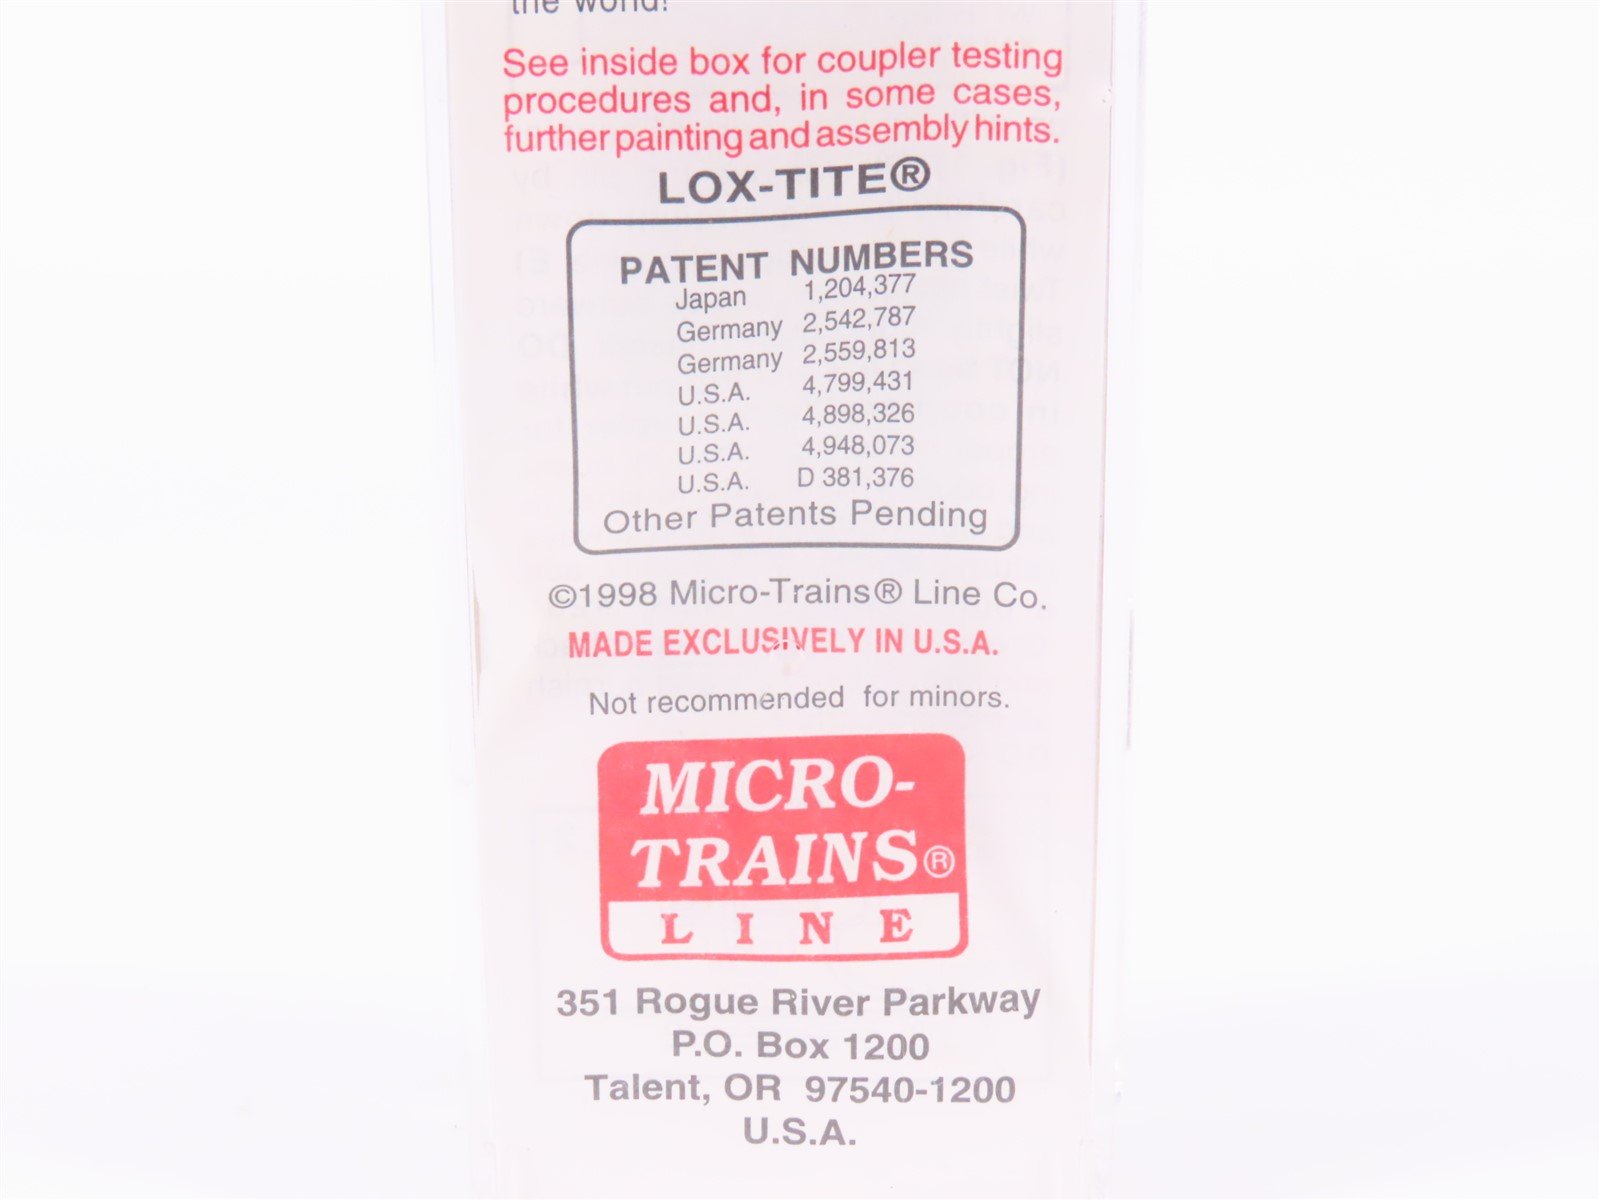 the world!
See inside box for coupler testing
procedures and, in some cases,
further painting and assembly hints.
LOX-TITE®
PATENT NUMBERS
Japan 1,204,377
Germany 2,542,787
Germany 2,559,813
U.S.A. 4,799,431
U.S.A. 4,898,326
U.S.A. 4,948,073
U.S.A. D 381,376
Other Patents Pending
©1998 Micro-Trains® Line Co.
MADE EXCLUSIVELY IN U.S.A.
Not recommended for minors.
MICRO-
TRAINS®
LINE
351 Rogue River Parkway
P.O. Box 1200
Talent, OR 97540-1200
U.S.A.